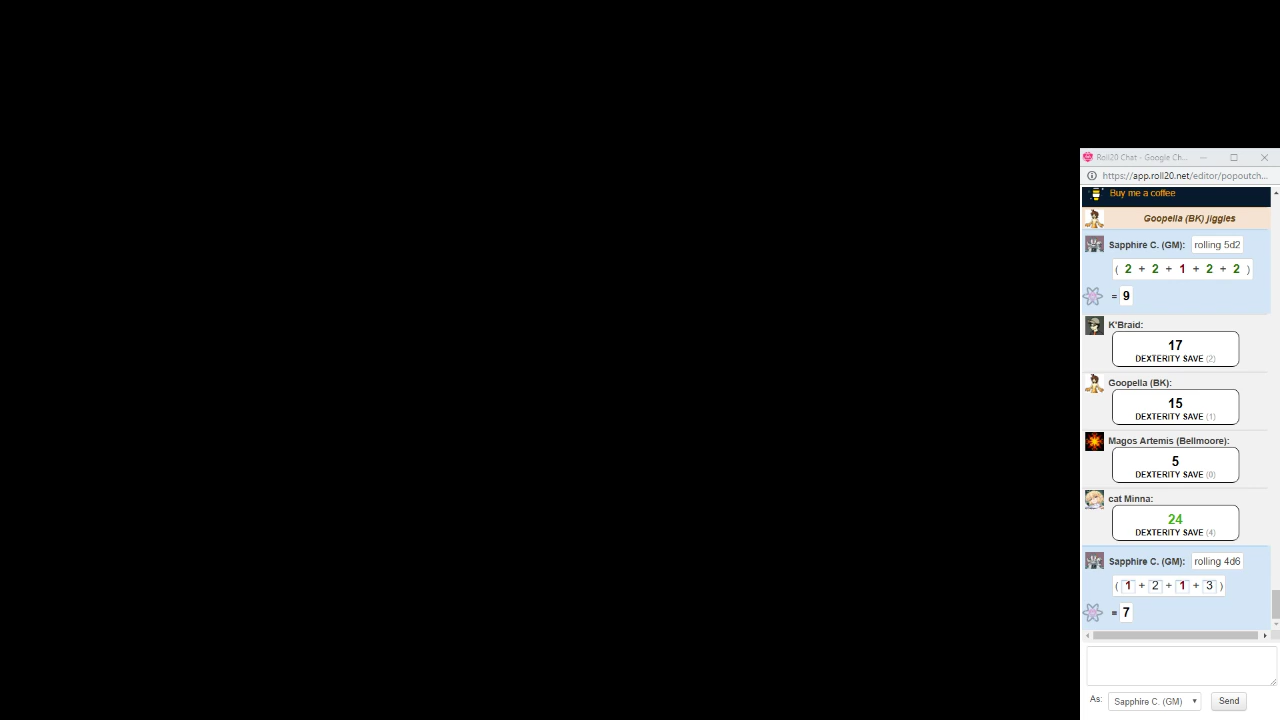 Roll20 Chat - Google Ch...
https://app.roll20.net/editor/popoutch...
Buy me a coffee
Goopella (BK) jiggles
Sapphire C. (GM): rolling 5d2
( 2 + 2 + 1 + 2 + 2 )
= 9
K'Braid:
17
DEXTERITY SAVE (2)
Goopella (BK):
15
DEXTERITY SAVE (1)
Magos Artemis (Bellmoore):
5
DEXTERITY SAVE (0)
cat Minna:
24
DEXTERITY SAVE (4)
Sapphire C. (GM): rolling 4d6
( 1 + 2 + 1 + 3 )
= 7
As: Sapphire C. (GM) Send